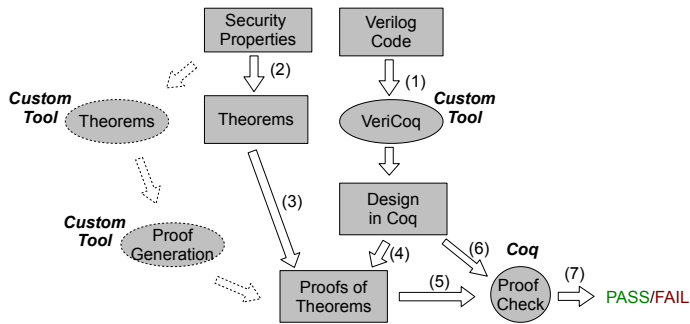 Security
Properties
Verilog
Code
(2)
(1)
Custom
Tool
Theorems
Theorems
VeriCoq
Custom
Tool
(3)
Design
in Coq
Custom
Tool
Proof
Generation
(4)
(6)
Coq
Proofs of
Theorems
(5)
Proof
Check
(7)
PASS/FAIL